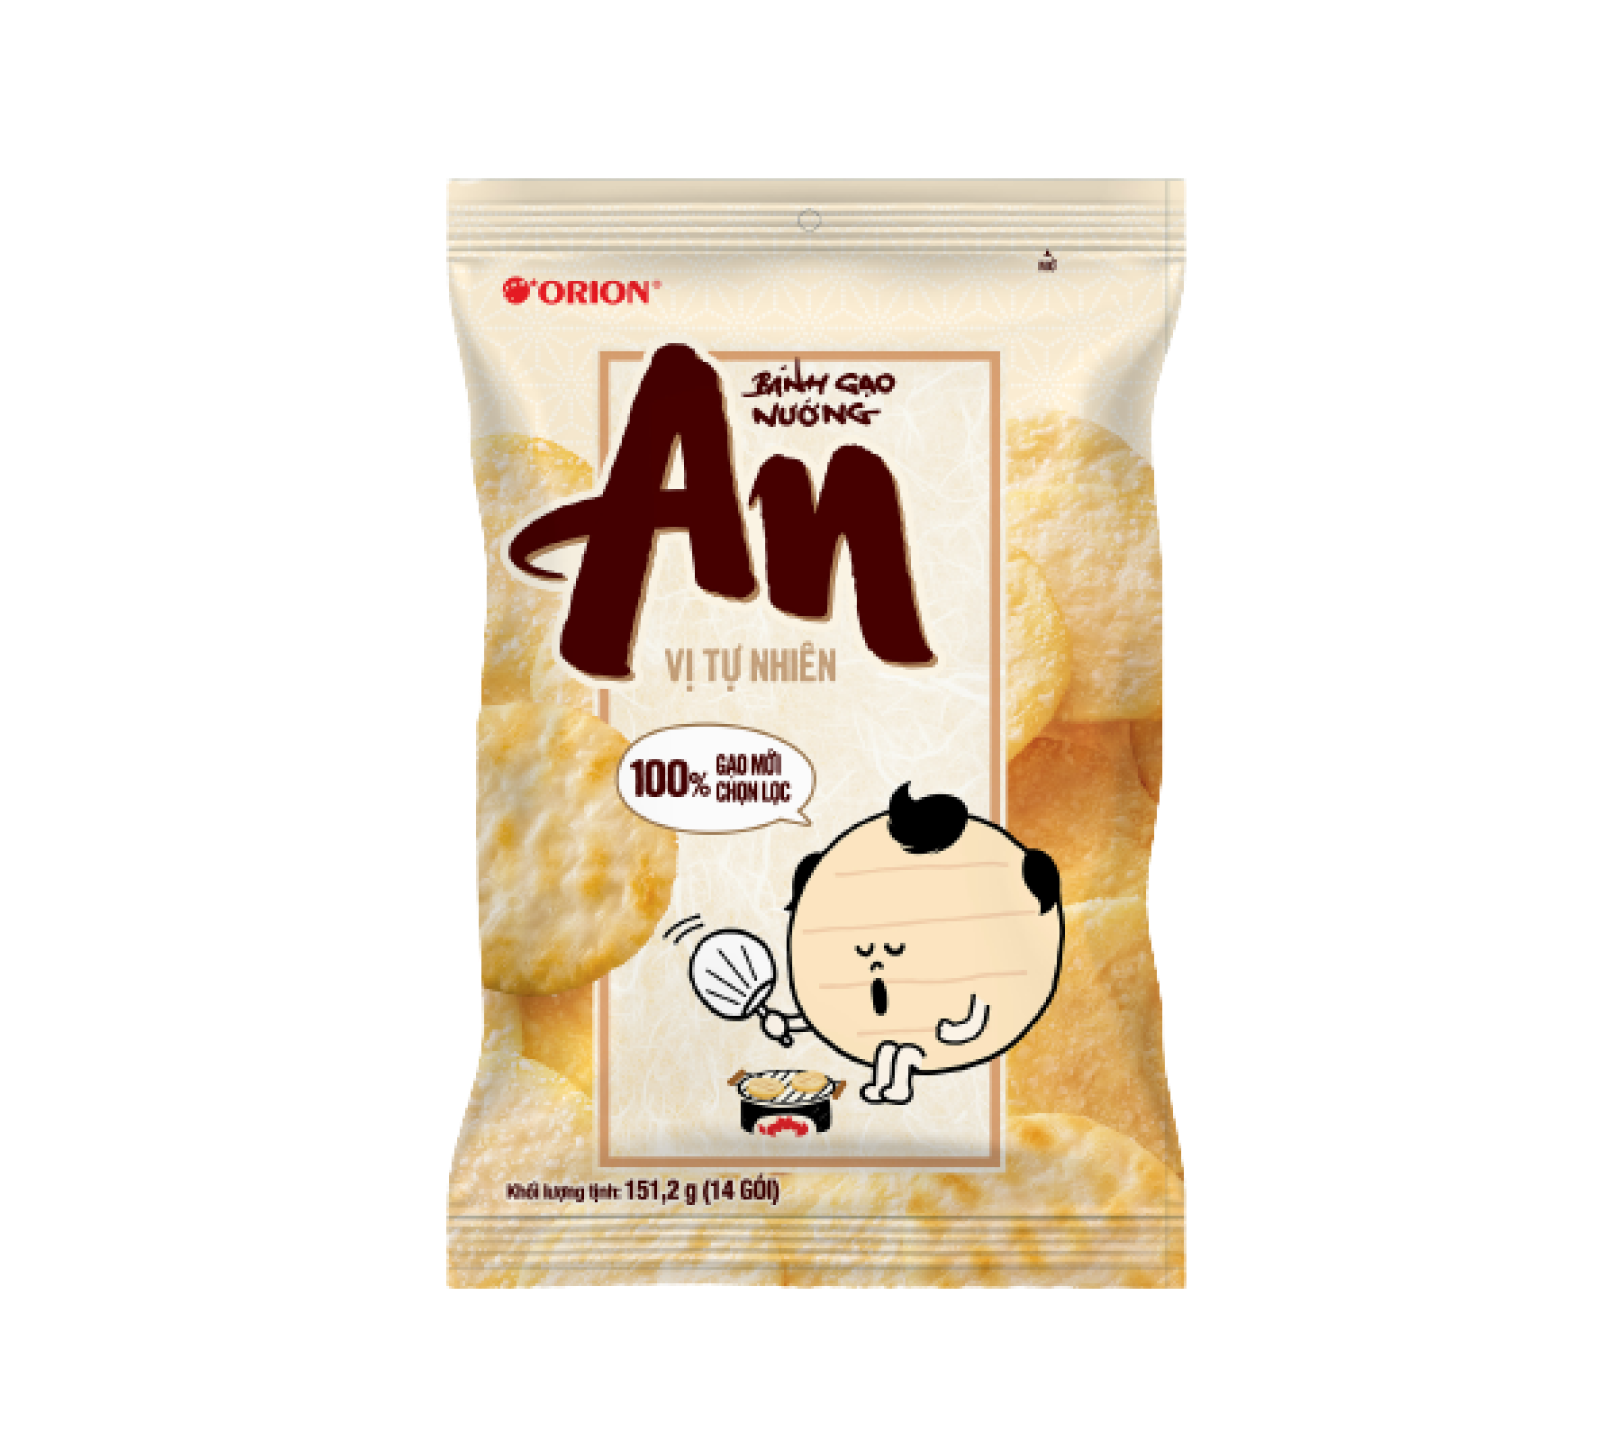 ORION
BÁNH GẠO
NƯỚNG
An
VỊ TỰ NHIÊN
100% GẠO MỚI
CHỌN LỌC
Khối lượng tịnh: 151,2 g (14 GÓI)